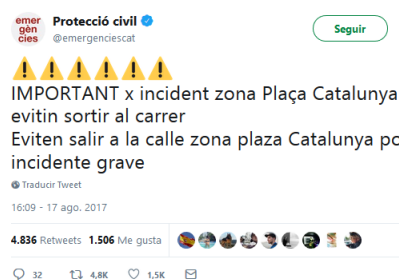 emer
gèn
cies
Protecció civil
@emergenciescat
Seguir
IMPORTANT x incident zona Plaça Catalunya
evitin sortir al carrer
Eviten salir a la calle zona plaza Catalunya po
incidente grave
Traducir Tweet
16:09 - 17 ago. 2017
4.836 Retweets 1.506 Me gusta
32 4,8K 1,5K